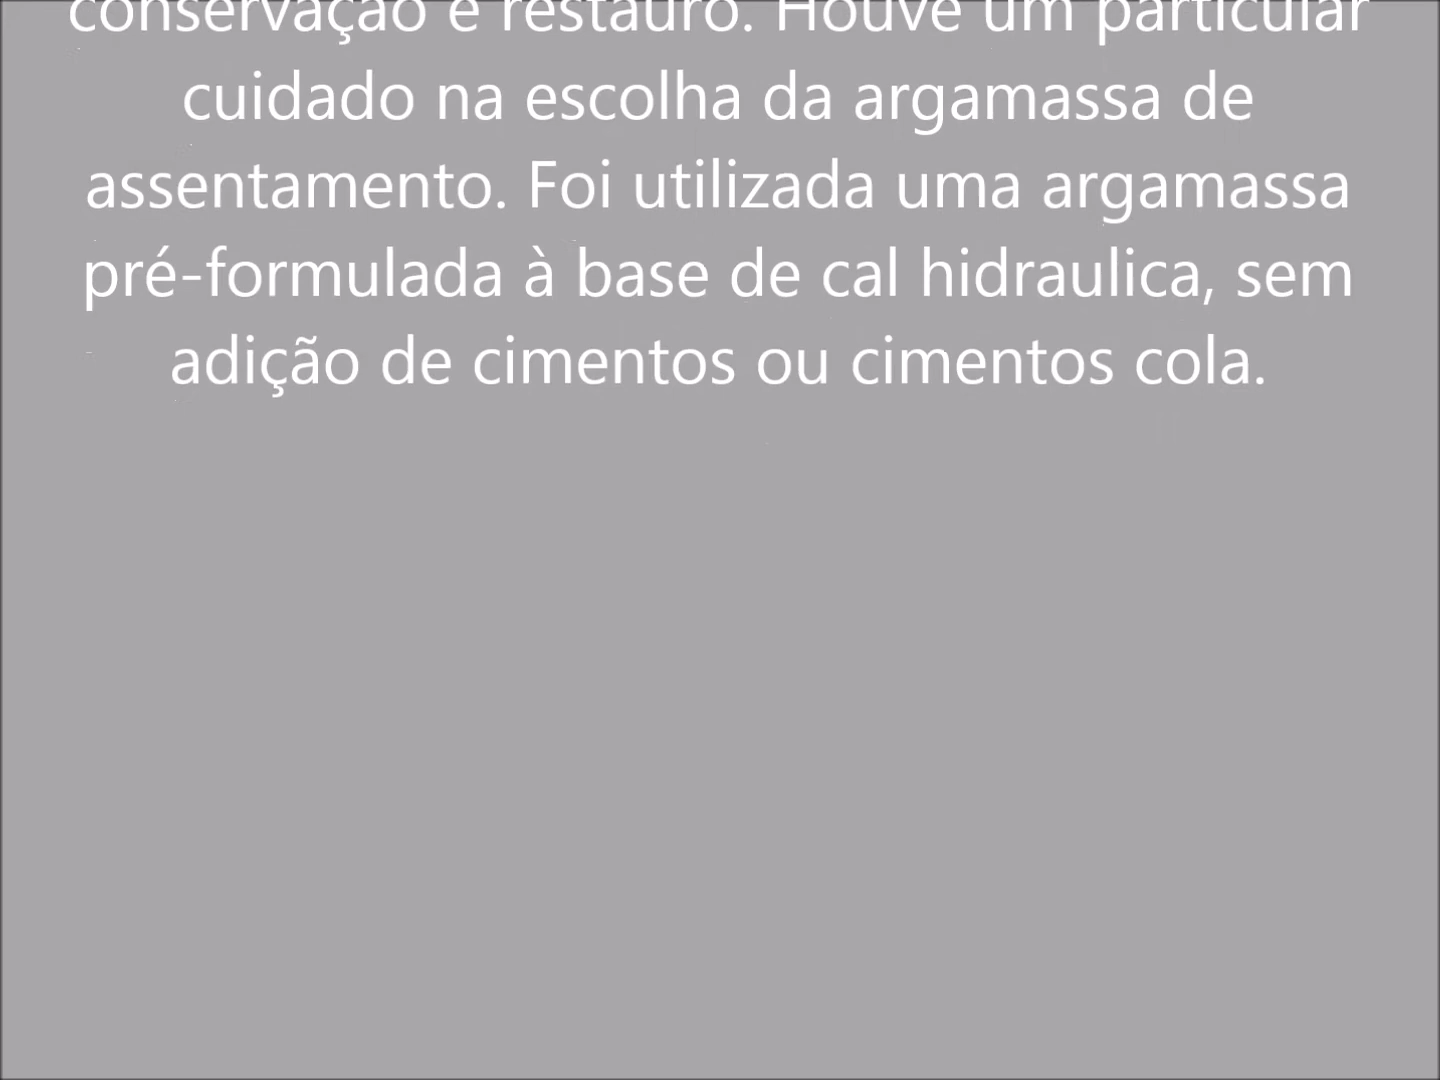 conservação e restauro. Houve um particular
cuidado na escolha da argamassa de
assentamento. Foi utilizada uma argamassa
pré-formulada à base de cal hidraulica, sem
adição de cimentos ou cimentos cola.